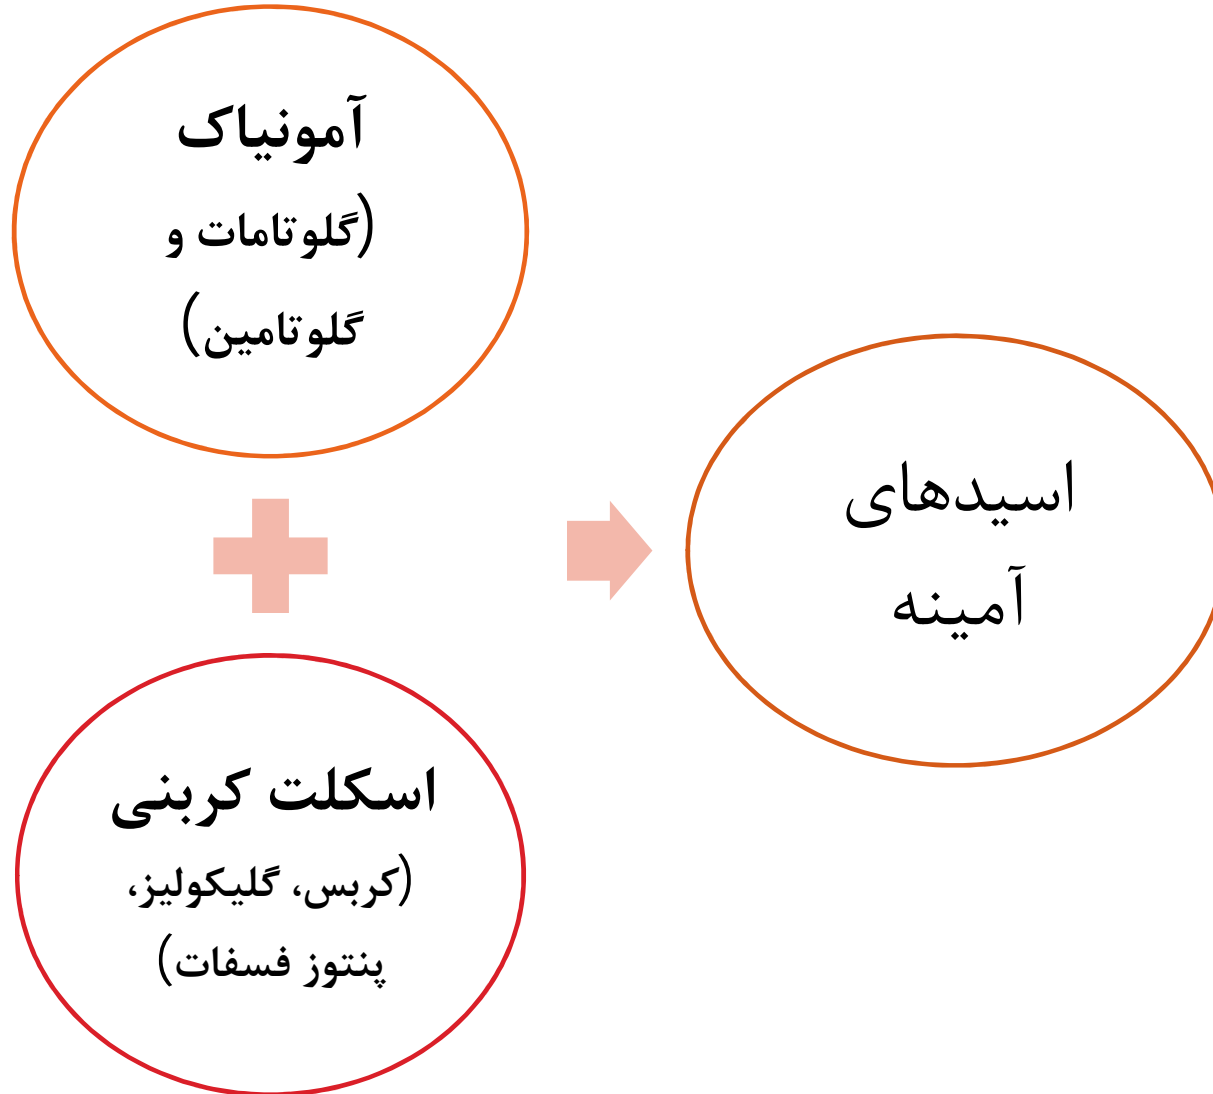 آمونیاک
(گلوتامات و
گلوتامین)
اسکلت کربنی
(کربس، گلیکولیز،
پنتوز فسفات)
اسیدهای
آمینه